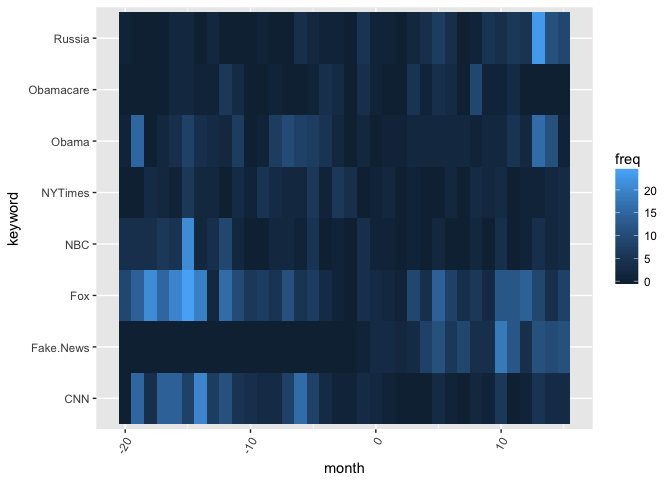 Russia
Obamacare
Obama
NYTimes
NBC
Fox
Fake.News
CNN
keyword
-20
-10
0
10
month
freq
20
15
10
5
0